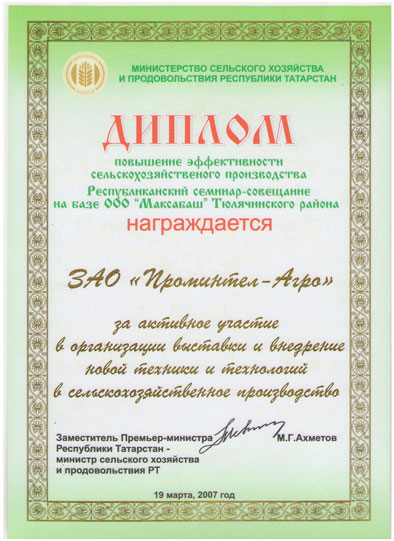 МИНИСТЕРСТВО СЕЛЬСКОГО ХОЗЯЙСТВА
И ПРОДОВОЛЬСТВИЯ РЕСПУБЛИКИ ТАТАРСТАН
ДИПЛОМ
повышение эффективности
сельскохозяйственого производства
Республиканский семинар-совещание
на базе ООО "Максабаш" Тюлячинского района
награждается
ЗАО «Проминтел-Агро»
за активное участие
в организации выставки и внедрение
новой техники и технологий
в сельскохозяйственное производство
Заместитель Премьер-министра
Республики Татарстан -
министр сельского хозяйства
и продовольствия РТ
М.Г.Ахметов
19 марта, 2007 год